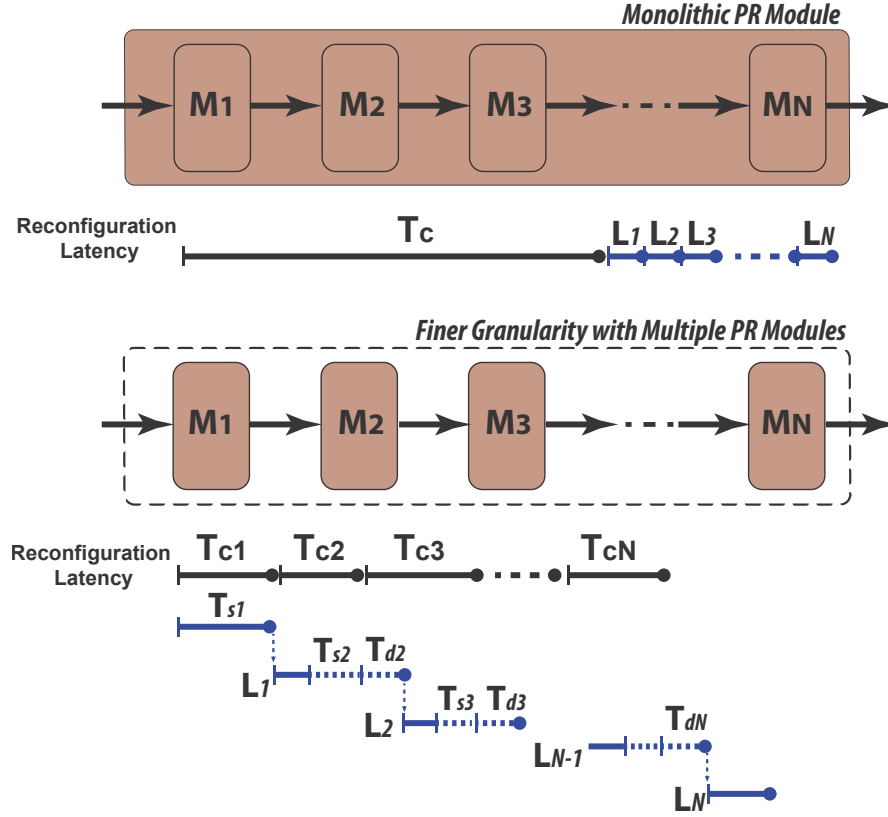 Monolithic PR Module
M1 M2 M3 MN
Reconfiguration
Latency
Tc L1 L2 L3 LN
Finer Granularity with Multiple PR Modules
M1 M2 M3 MN
Reconfiguration
Latency
Tc1 Tc2 Tc3 TcN
Ts1
L1 Ts2 Td2
L2 Ts3 Td3
LN-1 TdN
LN